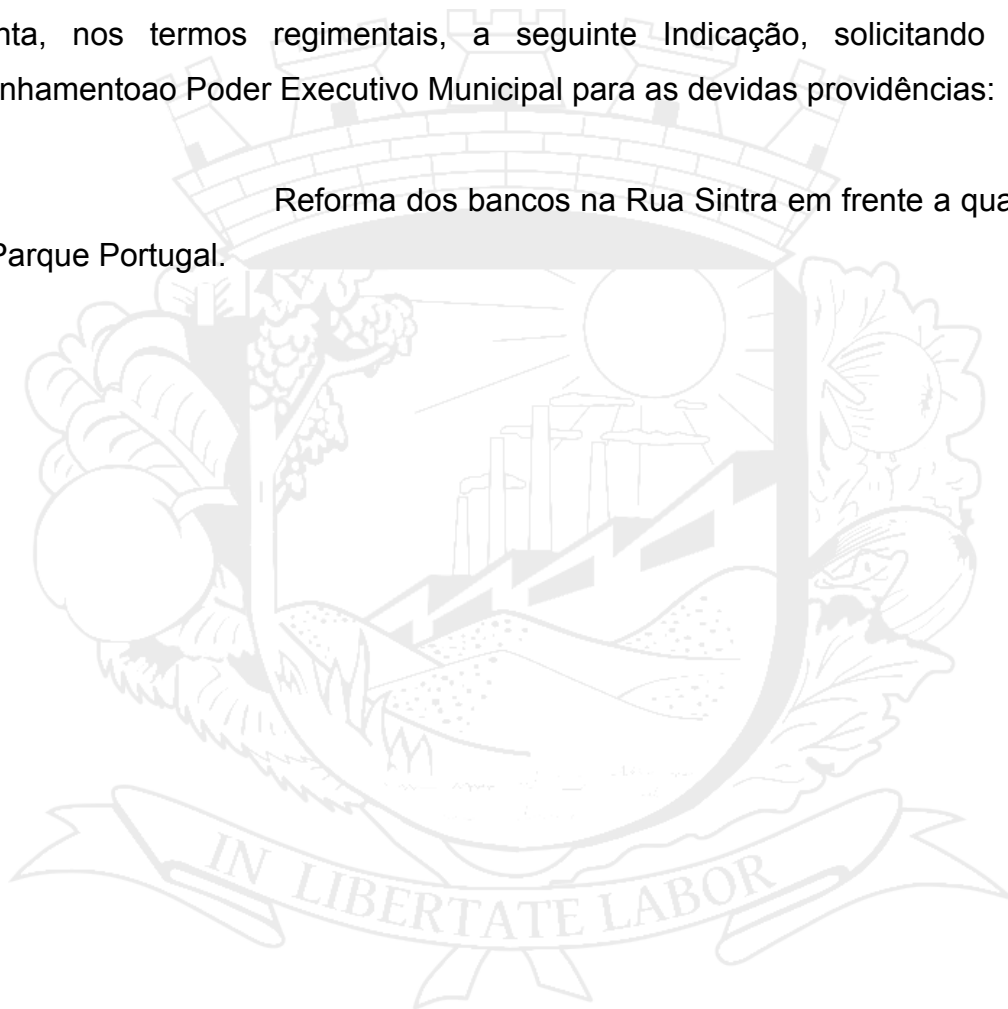 nta, nos termos regimentais, a seguinte Indicação, solicitando
nhamentoao Poder Executivo Municipal para as devidas providências:
Reforma dos bancos na Rua Sintra em frente a qua
Parque Portugal.
IN LIBERTATE LABOR